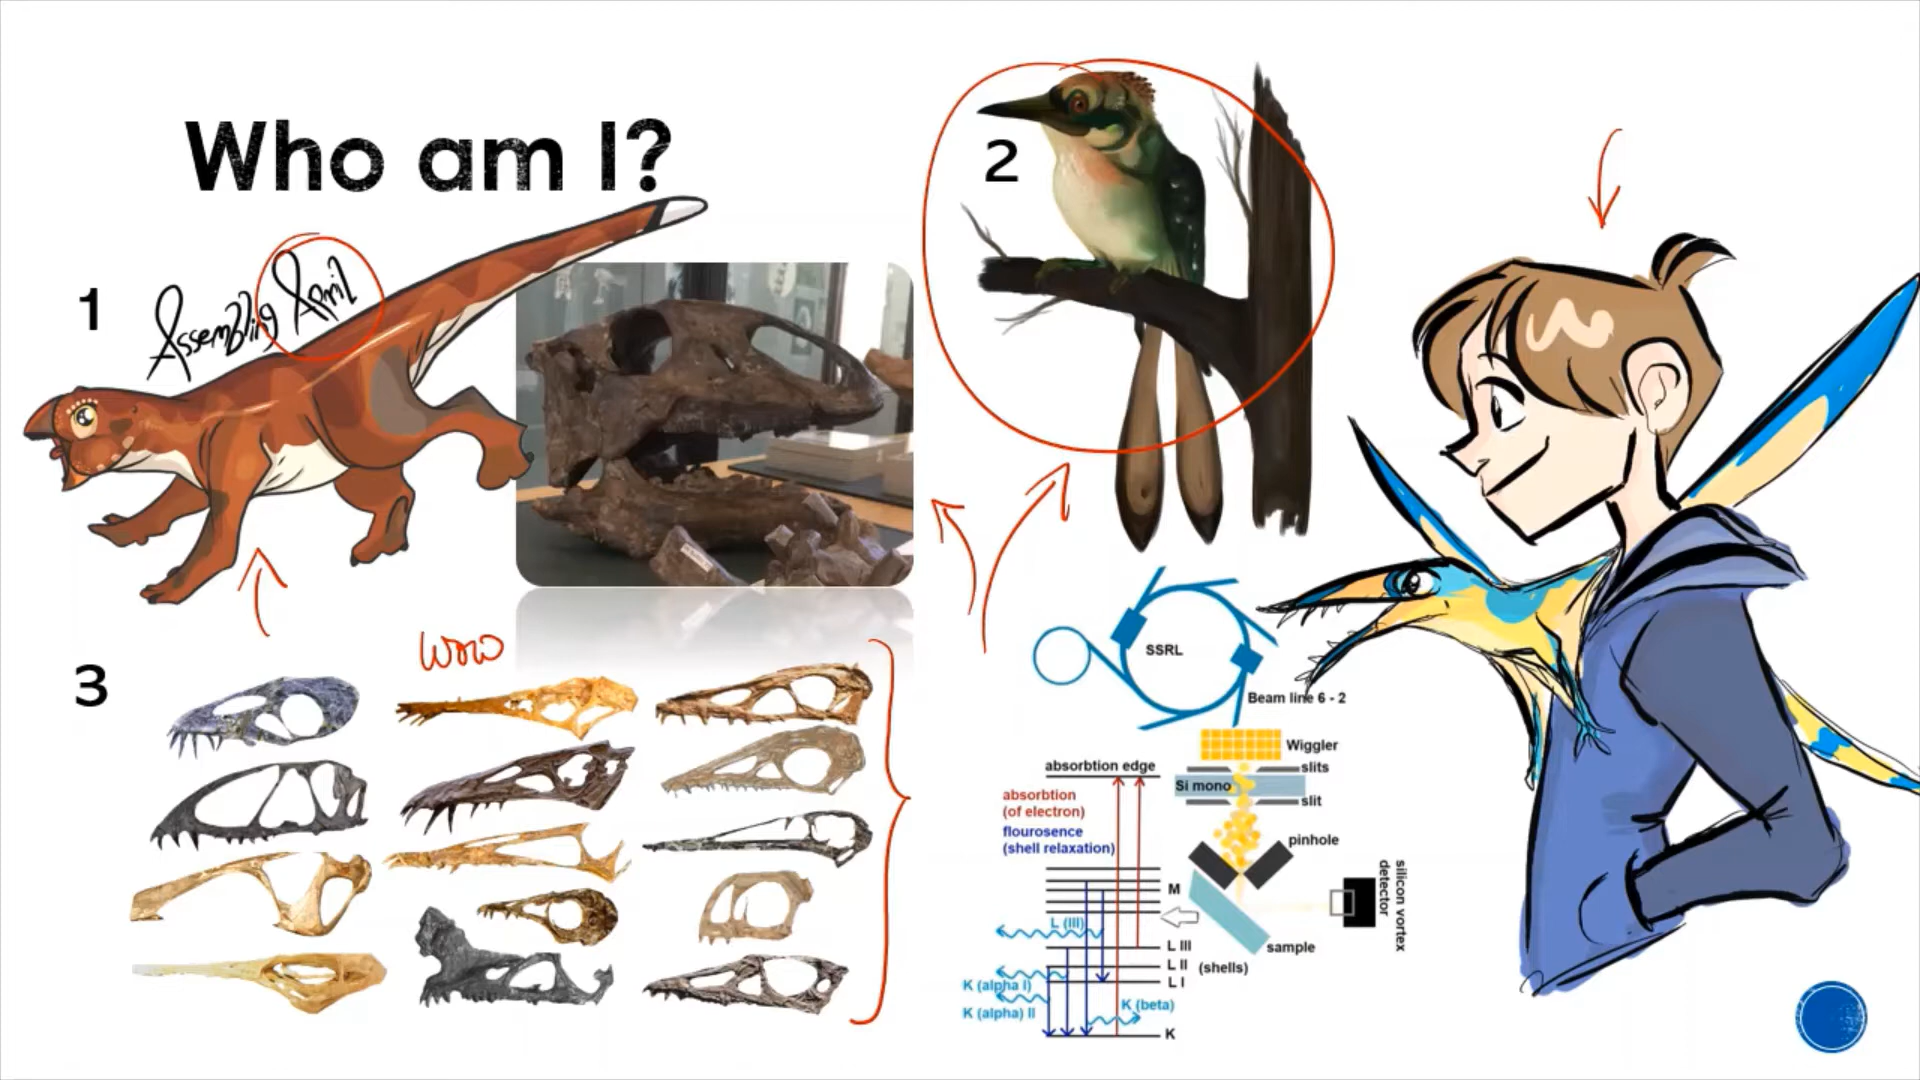 Who am I?
1
Assembling April
2
3
wow
SSRL
Beam line 6 - 2
Wiggler
slits
Si mono
slit
pinhole
silicon vortex
detector
sample
absorbtion edge
absorbtion
(of electron)
flourosence
(shell relaxation)
M
L (III)
L III
L II
(shells)
L I
K (alpha I)
K (alpha) II
K (beta)
K